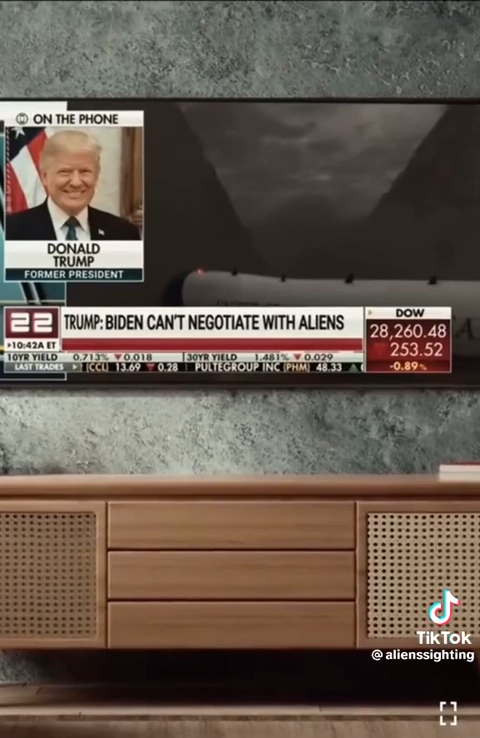 ON THE PHONE
DONALD
TRUMP
FORMER PRESIDENT
22
TRUMP: BIDEN CAN'T NEGOTIATE WITH ALIENS
DOW
28,260.48
253.52
-0.89%
10:42A ET
10YR YIELD 0.713% ▼0.018 30YR YIELD 1.481% ▼0.029
LAST TRADES (CCL) 13.69 ▼ 0.28 PULTEGROUP INC (PHM) 48.33 ▲
TikTok
@alienssighting